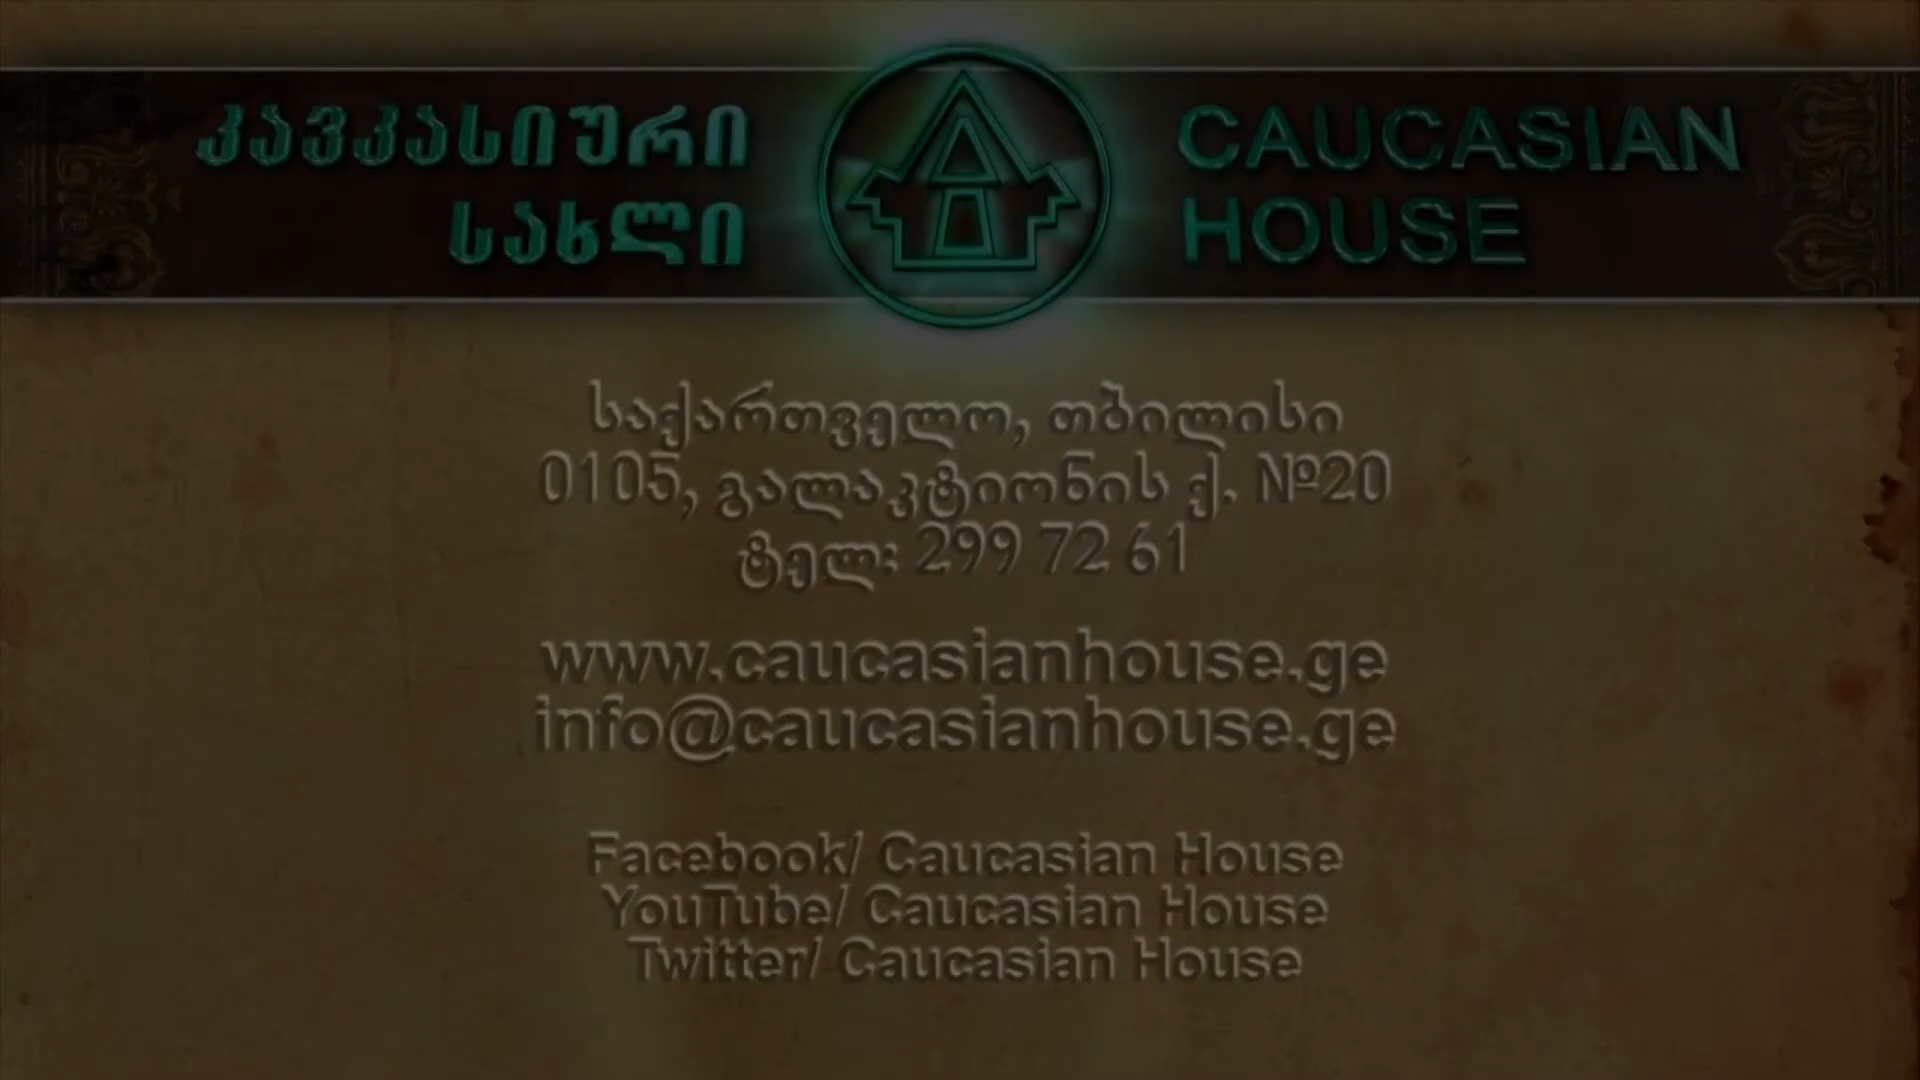 კავკასიური
სახლი
CAUCASIAN
HOUSE
საქართველო, თბილისი
0105, გალაკტიონის ქ. №20
ტელ: 299 72 61
www.caucasianhouse.ge
info@caucasianhouse.ge
Facebook/ Caucasian House
YouTube/ Caucasian House
Twitter/ Caucasian House